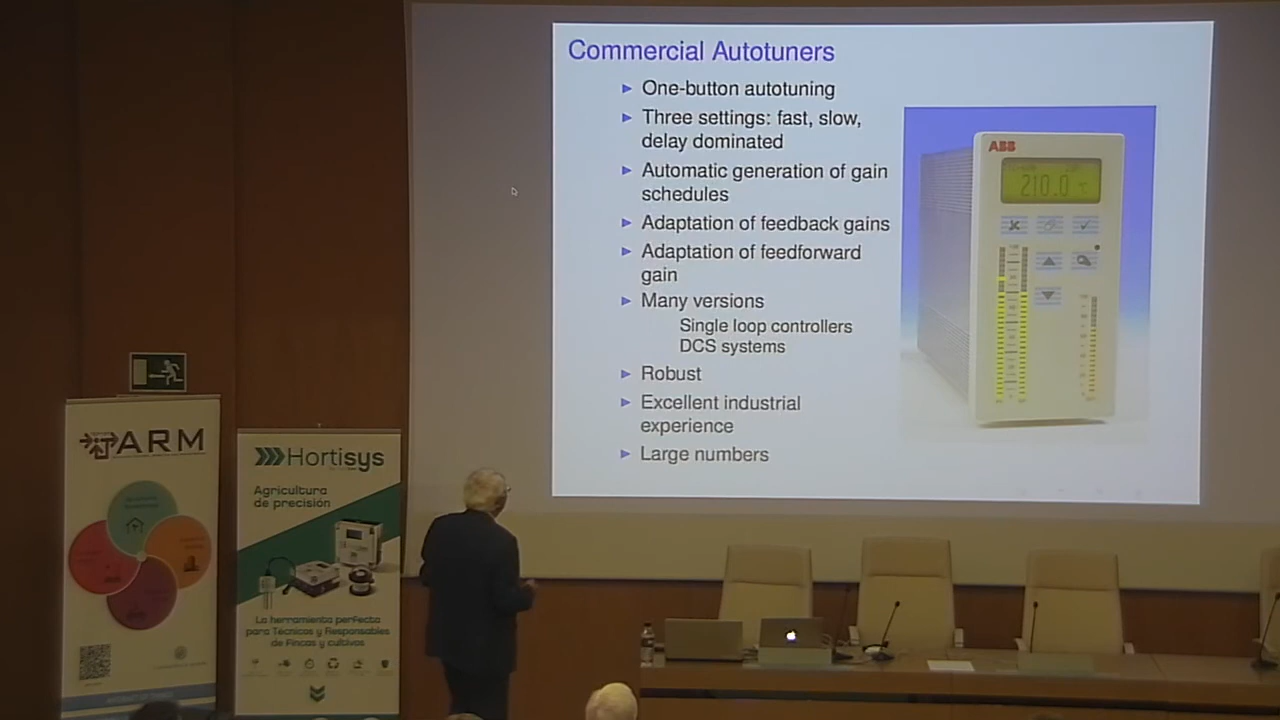 Commercial Autotuners
One-button autotuning
Three settings: fast, slow,
delay dominated
Automatic generation of gain
schedules
Adaptation of feedback gains
Adaptation of feedforward
gain
Many versions
Single loop controllers
DCS systems
Robust
Excellent industrial
experience
Large numbers
ABB
210.0
ARM
Hortisys
Agricultura
de precisión
La herramienta perfecta
para Técnicos y Responsables
de Fincas y cultivos